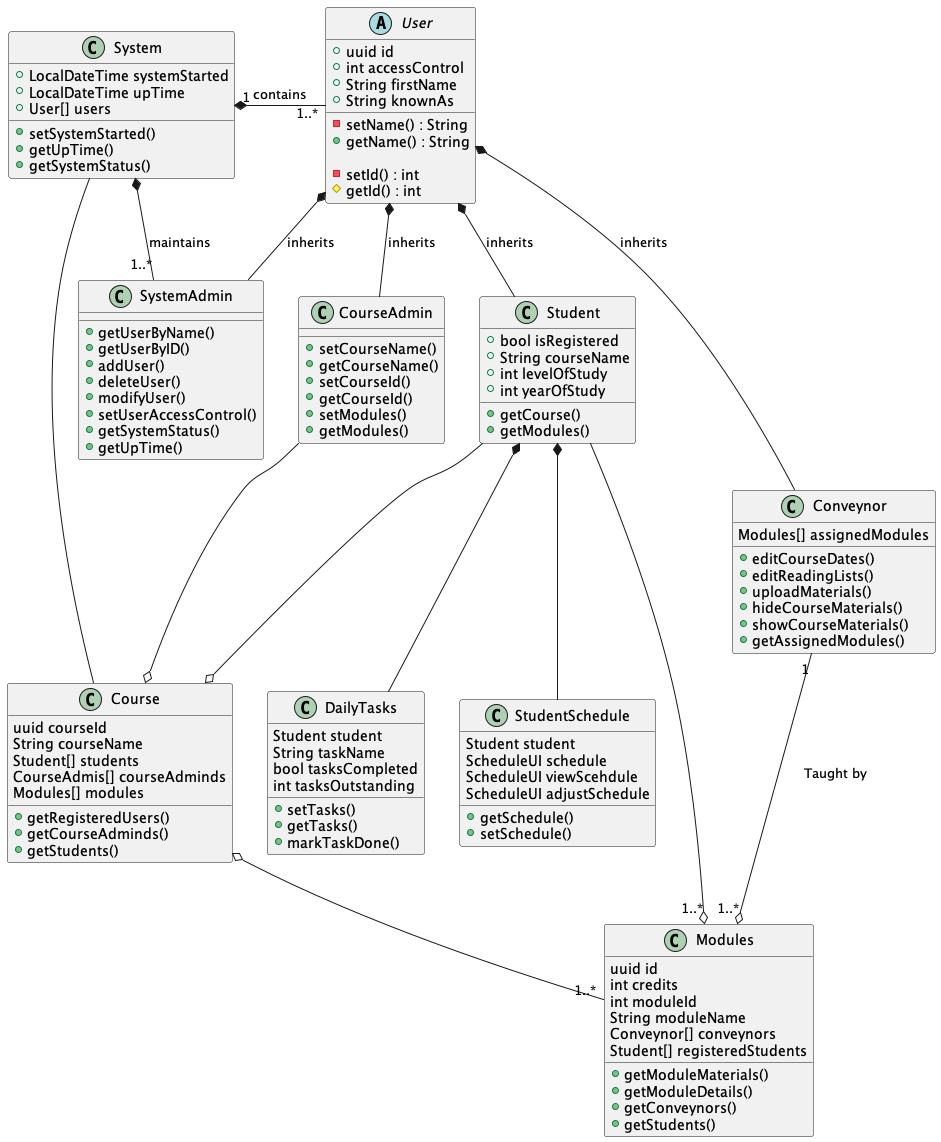 C System
LocalDateTime systemStarted
LocalDateTime upTime
User[] users
setSystemStarted()
getUpTime()
getSystemStatus()
A User
uuid id
int accessControl
String firstName
String knownAs
setName() : String
getName() : String
setId() : int
getId() : int
1
contains
1..*
maintains
1..*
inherits
inherits
inherits
inherits
C SystemAdmin
getUserByName()
getUserByID()
addUser()
deleteUser()
modifyUser()
setUserAccessControl()
getSystemStatus()
getUpTime()
C CourseAdmin
setCourseName()
getCourseName()
setCourseId()
getCourseId()
setModules()
getModules()
C Student
bool isRegistered
String courseName
int levelOfStudy
int yearOfStudy
getCourse()
getModules()
C Conveynor
Modules[] assignedModules
editCourseDates()
editReadingLists()
uploadMaterials()
hideCourseMaterials()
showCourseMaterials()
getAssignedModules()
1
C Course
uuid courseId
String courseName
Student[] students
CourseAdmis[] courseAdminds
Modules[] modules
getRegisteredUsers()
getCourseAdminds()
getStudents()
C DailyTasks
Student student
String taskName
bool tasksCompleted
int tasksOutstanding
setTasks()
getTasks()
markTaskDone()
C StudentSchedule
Student student
ScheduleUI schedule
ScheduleUI viewScehdule
ScheduleUI adjustSchedule
getSchedule()
setSchedule()
Taught by
1..*
1..*
1..*
C Modules
uuid id
int credits
int moduleId
String moduleName
Conveynor[] conveynors
Student[] registeredStudents
getModuleMaterials()
getModuleDetails()
getConveynors()
getStudents()